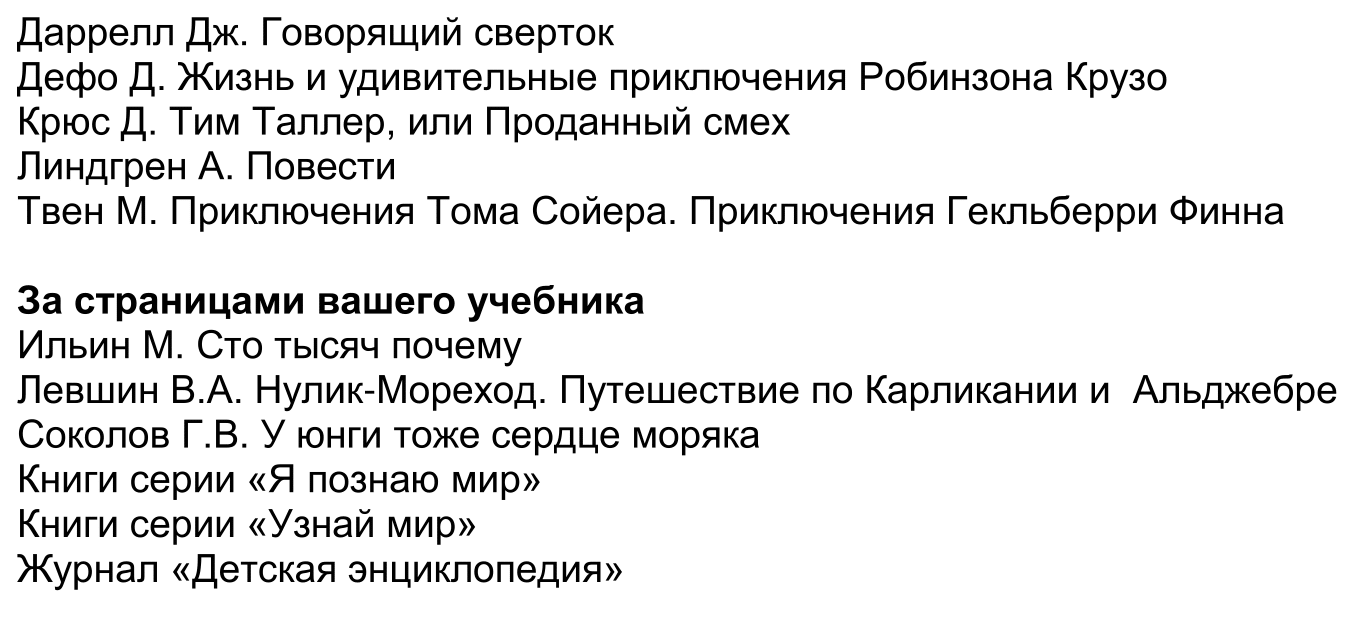 Даррелл Дж. Говорящий сверток
Дефо Д. Жизнь и удивительные приключения Робинзона Крузо
Крюс Д. Тим Таллер, или Проданный смех
Линдгрен А. Повести
Твен М. Приключения Тома Сойера. Приключения Гекльберри Финна
За страницами вашего учебника
Ильин М. Сто тысяч почему
Левшин В.А. Нулик-Мореход. Путешествие по Карликании и  Альджебре
Соколов Г.В. У юнги тоже сердце моряка
Книги серии «Я познаю мир»
Книги серии «Узнай мир»
Журнал «Детская энциклопедия»